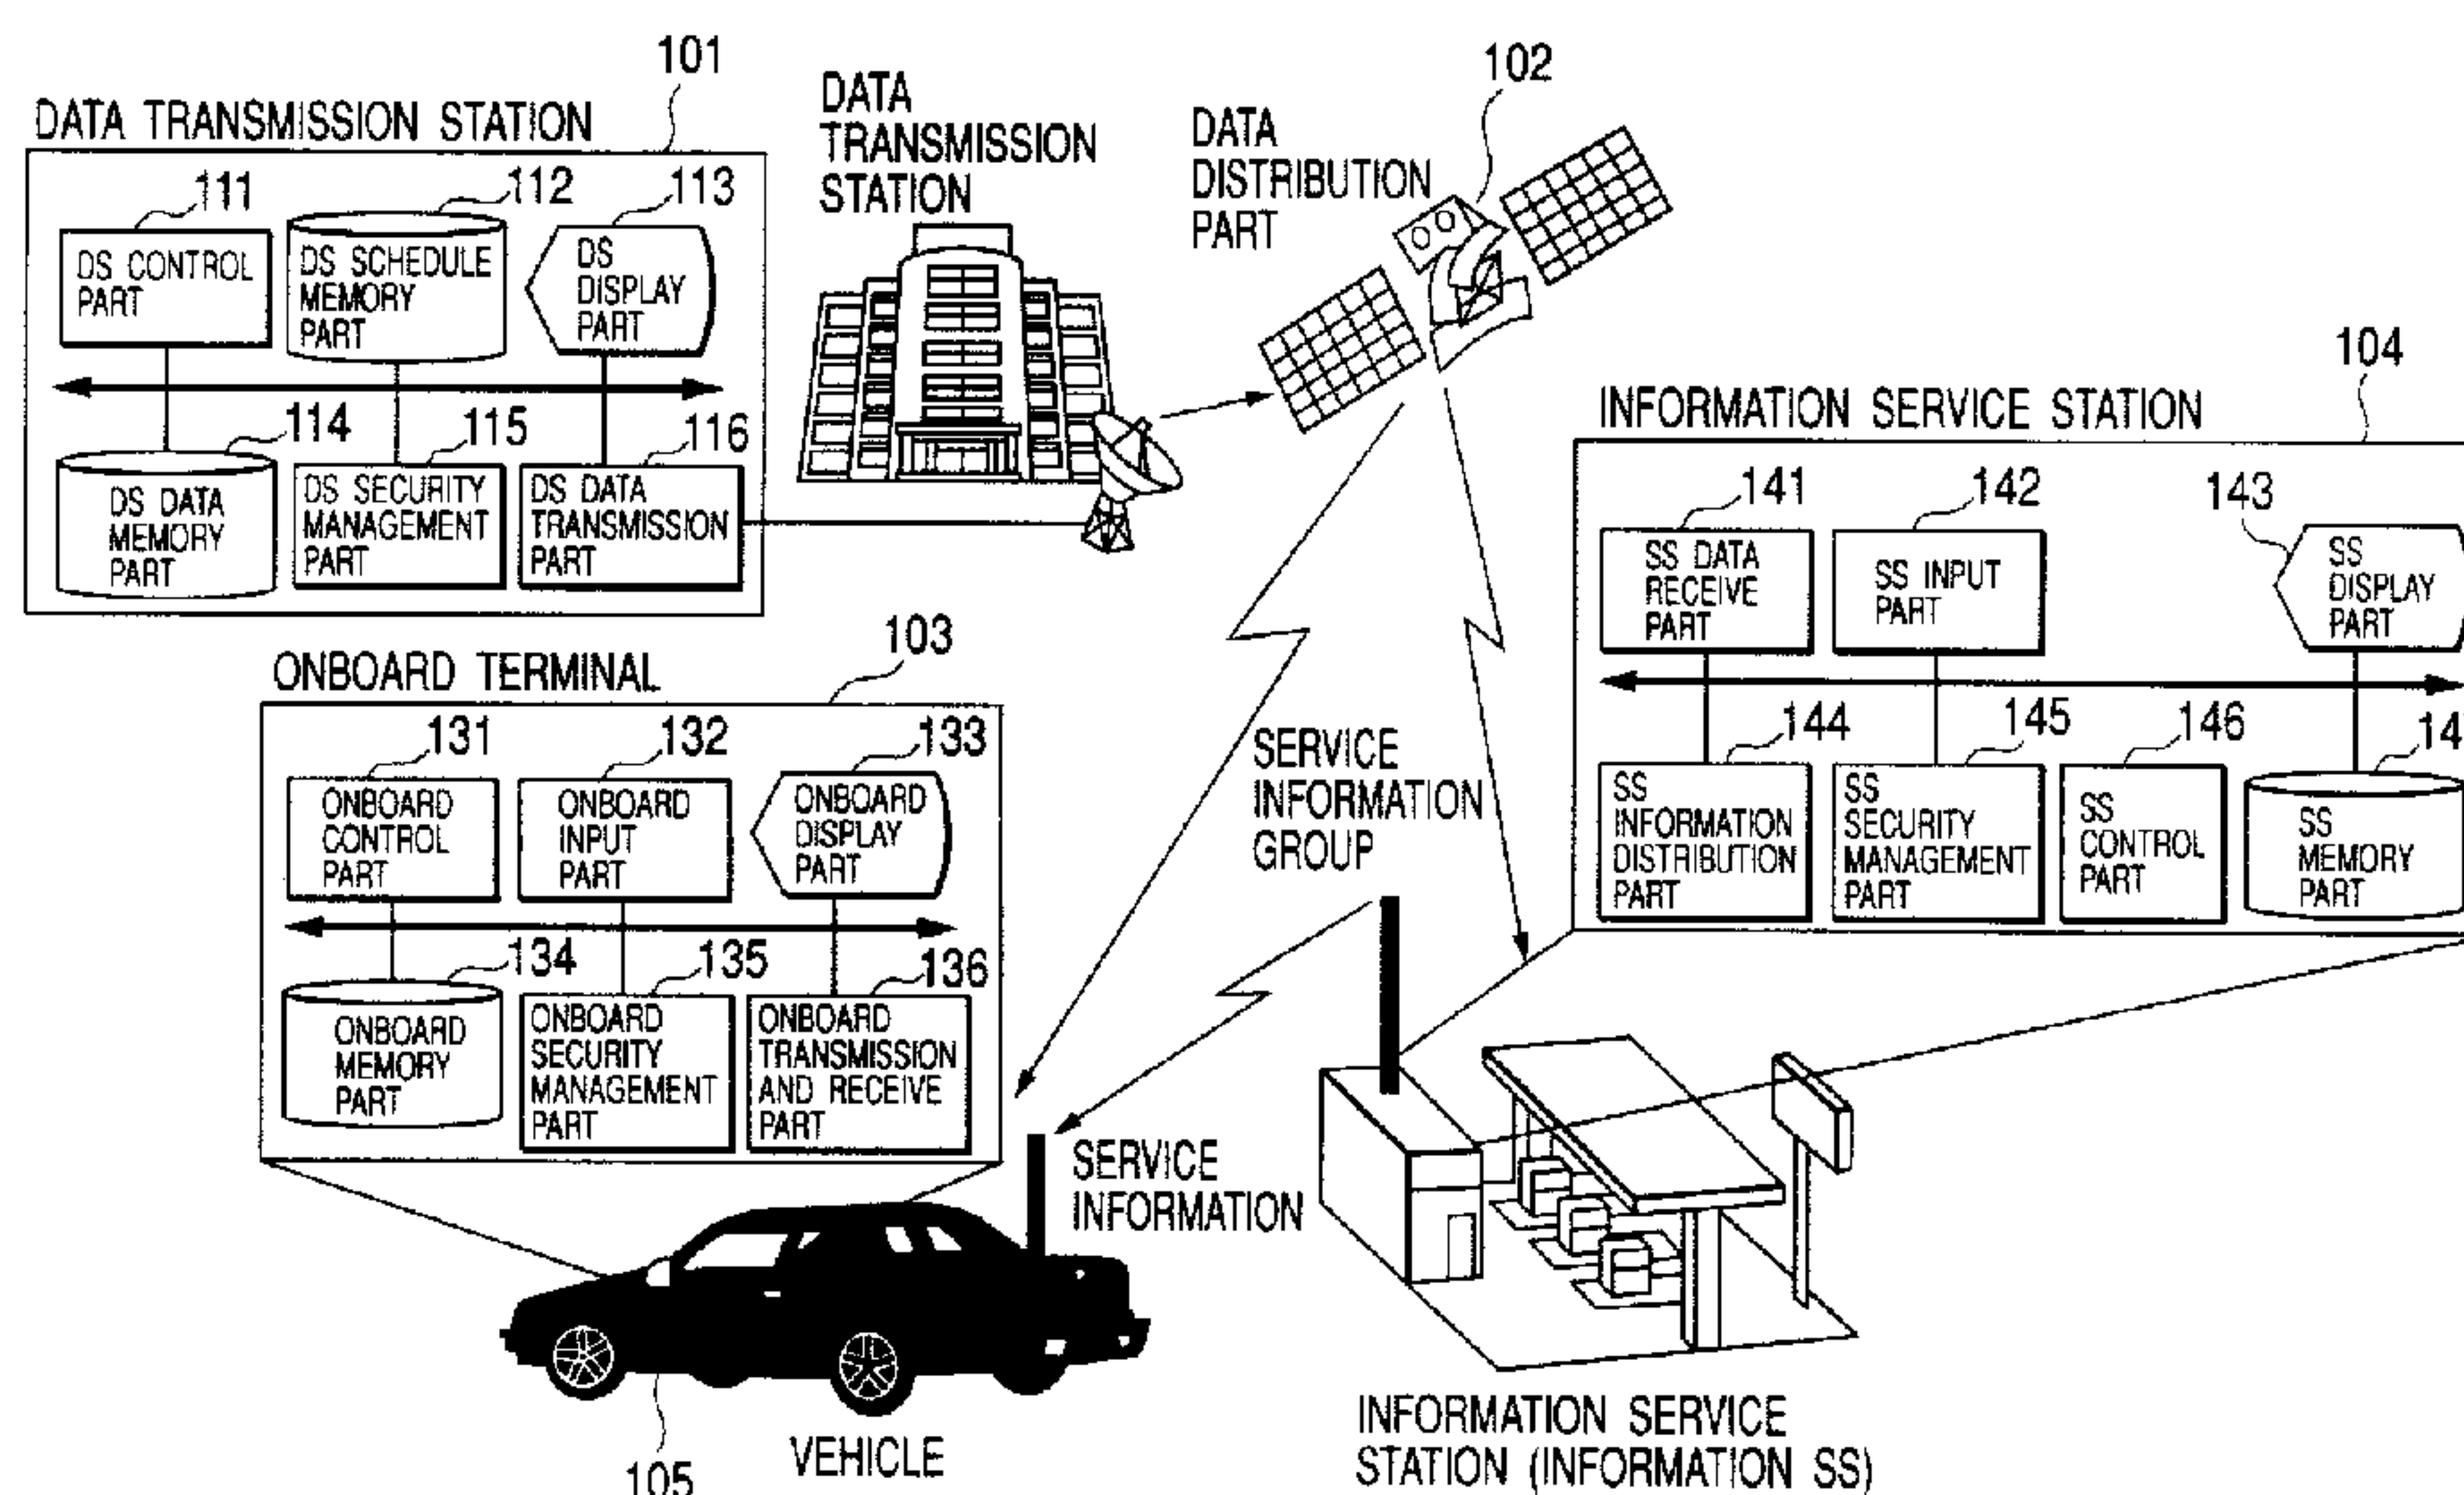 101
DATA TRANSMISSION STATION
111
112
113
DS CONTROL
PART
DS SCHEDULE
MEMORY
PART
DS
DISPLAY
PART
114
115
116
DS DATA
MEMORY
PART
DS SECURITY
MANAGEMENT
PART
DS DATA
TRANSMISSION
PART
DATA
TRANSMISSION
STATION
102
DATA
DISTRIBUTION
PART
104
INFORMATION SERVICE STATION
141
142
143
SS DATA
RECEIVE
PART
SS INPUT
PART
SS
DISPLAY
PART
144
145
146
14
SS
INFORMATION
DISTRIBUTION
PART
SS
SECURITY
MANAGEMENT
PART
SS
CONTROL
PART
SS
MEMORY
PART
103
ONBOARD TERMINAL
131
132
133
ONBOARD
CONTROL
PART
ONBOARD
INPUT
PART
ONBOARD
DISPLAY
PART
134
135
136
ONBOARD
MEMORY
PART
ONBOARD
SECURITY
MANAGEMENT
PART
ONBOARD
TRANSMISSION
AND RECEIVE
PART
SERVICE
INFORMATION
GROUP
SERVICE
INFORMATION
105
VEHICLE
INFORMATION SERVICE
STATION (INFORMATION SS)